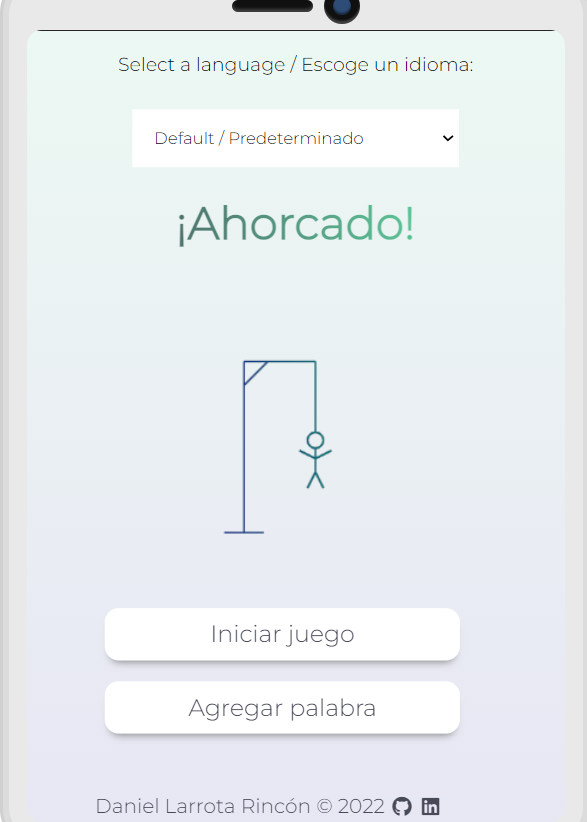 Select a language / Escoge un idioma:
Default / Predeterminado
¡Ahorcado!
Iniciar juego
Agregar palabra
Daniel Larrota Rincón © 2022